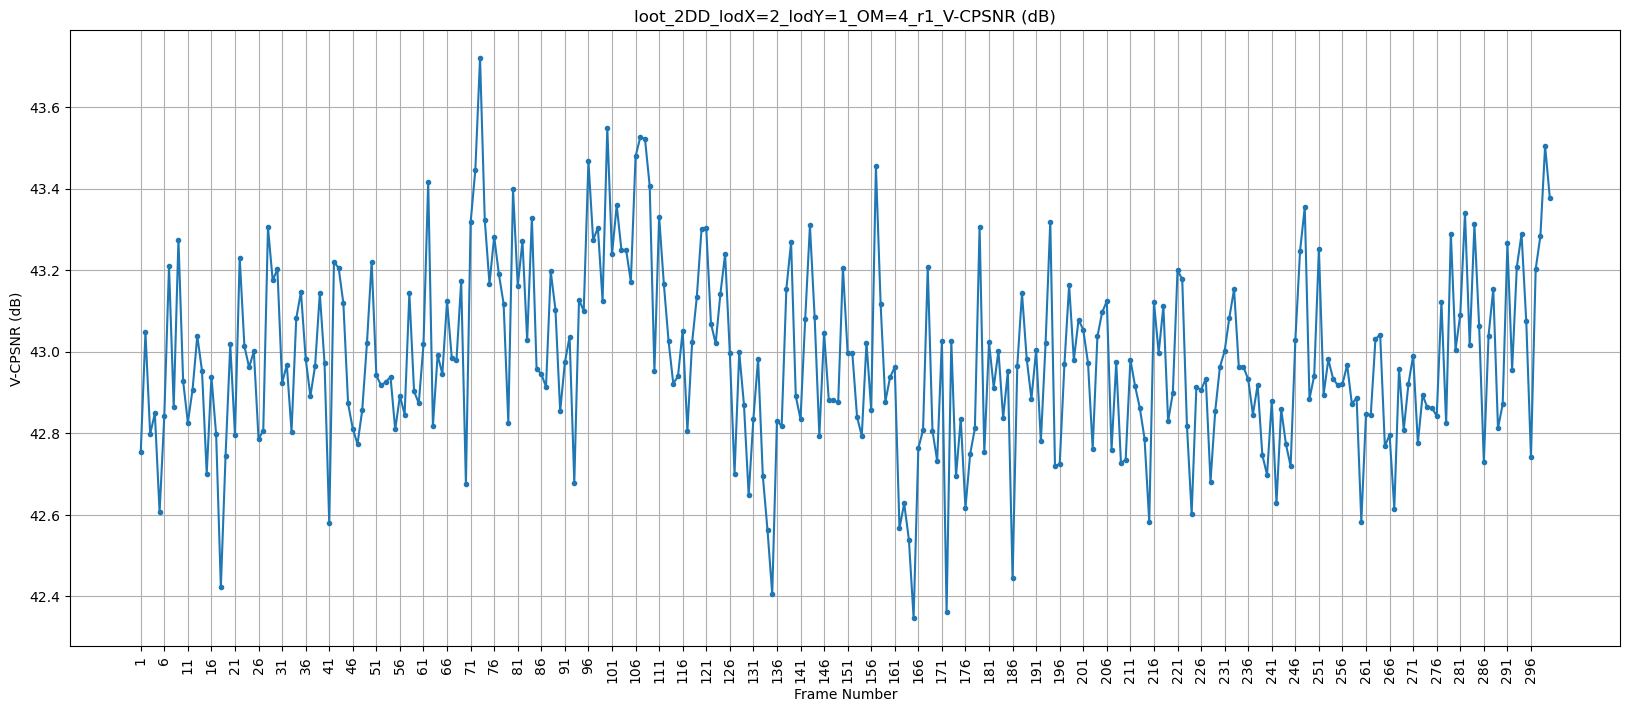 loot_2DD_lodX=2_lodY=1_OM=4_r1_V-CPSNR (dB)
V-CPSNR (dB)
43.6
43.4
43.2
43.0
42.8
42.6
42.4
1 6 11 16 21 26 31 36 41 46 51 56 61 66 71 76 81 86 91 96 101 106 111 116 121 126 131 136 141 146 151 156 161 166 171 176 181 186 191 196 201 206 211 216 221 226 231 236 241 246 251 256 261 266 271 276 281 286 291 296
Frame Number